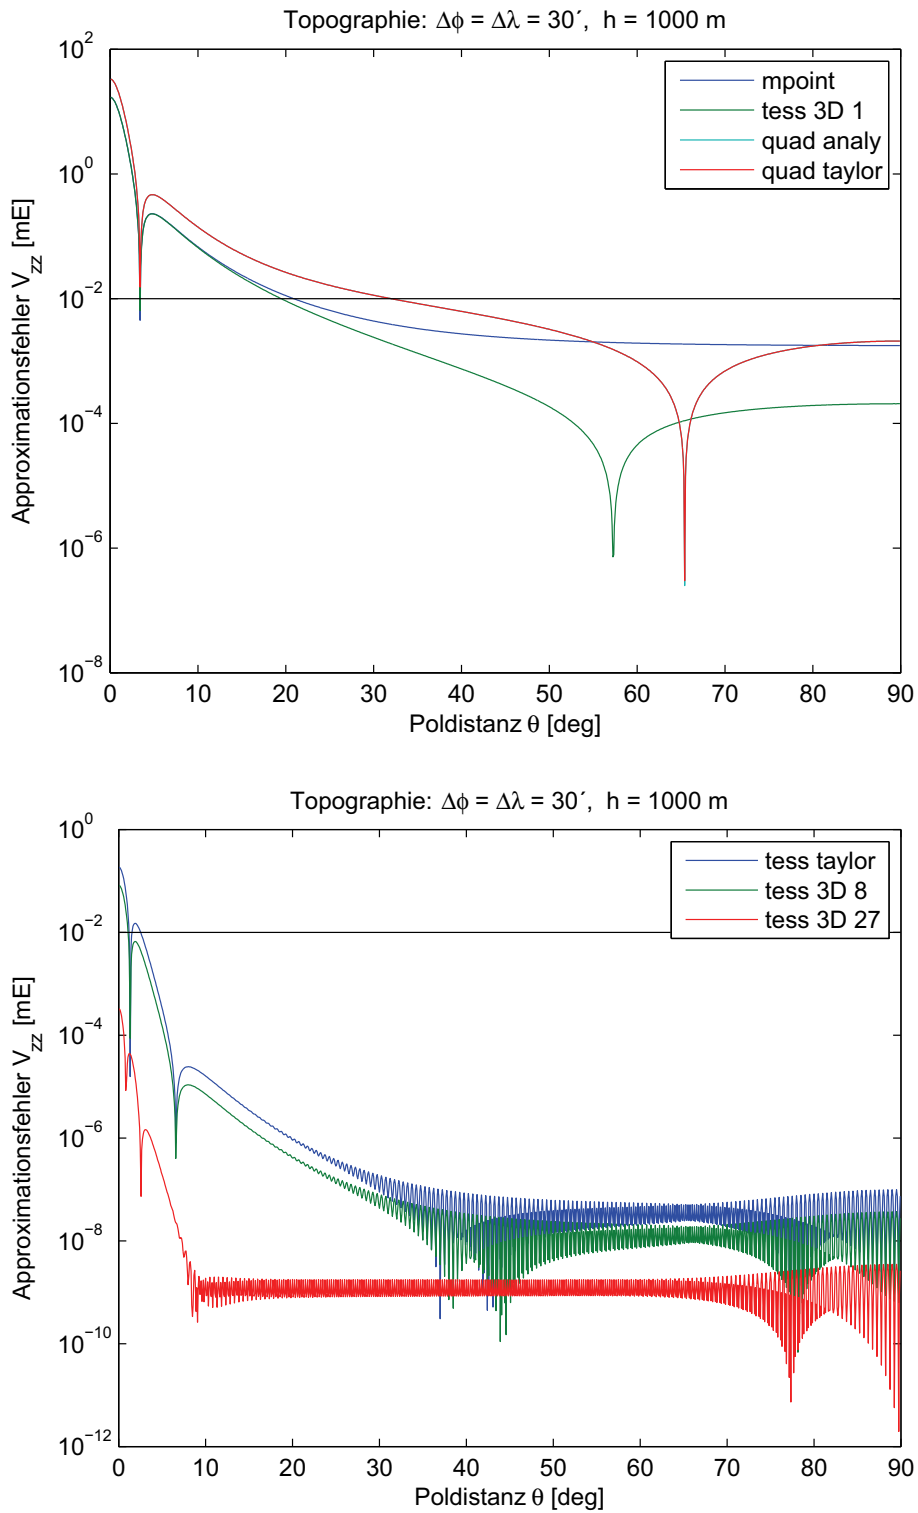 Topographie: Δϕ = Δλ = 30´, h = 1000 m
10^2
10^0
10^−2
10^−4
10^−6
10^−8
Approximationsfehler V_zz [mE]
mpoint
tess 3D 1
quad analy
quad taylor
0 10 20 30 40 50 60 70 80 90
Poldistanz θ [deg]
Topographie: Δϕ = Δλ = 30´, h = 1000 m
10^0
10^−2
10^−4
10^−6
10^−8
10^−10
10^−12
Approximationsfehler V_zz [mE]
tess taylor
tess 3D 8
tess 3D 27
0 10 20 30 40 50 60 70 80 90
Poldistanz θ [deg]